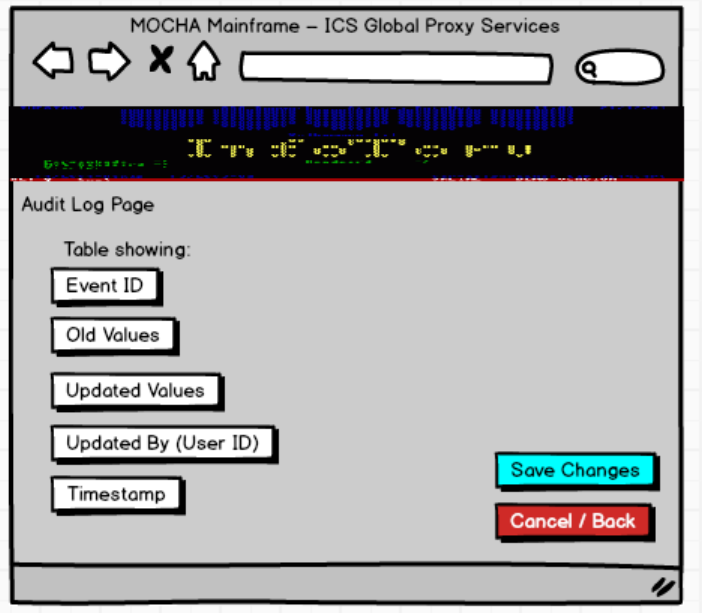 MOCHA Mainframe – ICS Global Proxy Services
Audit Log Page
Table showing:
Event ID
Old Values
Updated Values
Updated By (User ID)
Timestamp
Save Changes
Cancel / Back